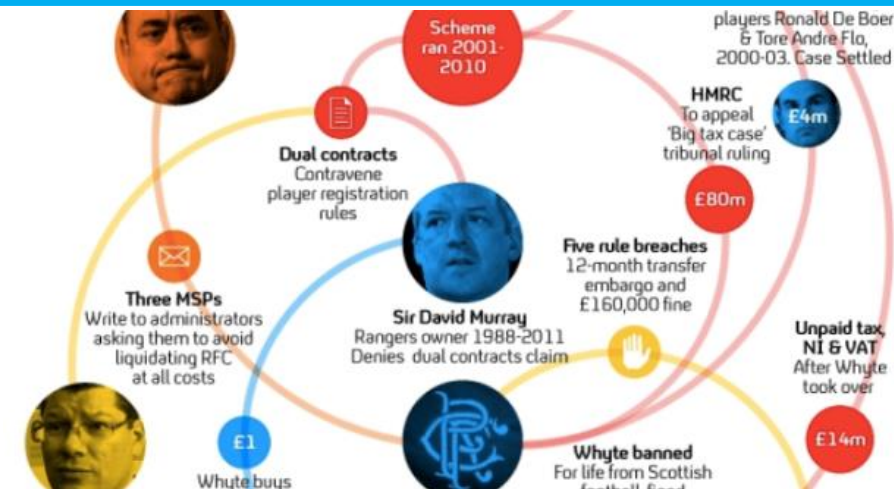 Scheme
ran 2001-
2010
players Ronald De Boer
& Tore Andre Flo,
2000-03. Case Settled
£4m
HMRC
To appeal
'Big tax case'
tribunal ruling
£80m
Dual contracts
Contravene
player registration
rules
Three MSPs
Write to administrators
asking them to avoid
liquidating RFC
at all costs
Sir David Murray
Rangers owner 1988-2011
Denies dual contracts claim
Five rule breaches
12-month transfer
embargo and
£160,000 fine
Unpaid tax,
NI & VAT
After Whyte
took over
£14m
£1
Whyte buys
Whyte banned
For life from Scottish
football, fined